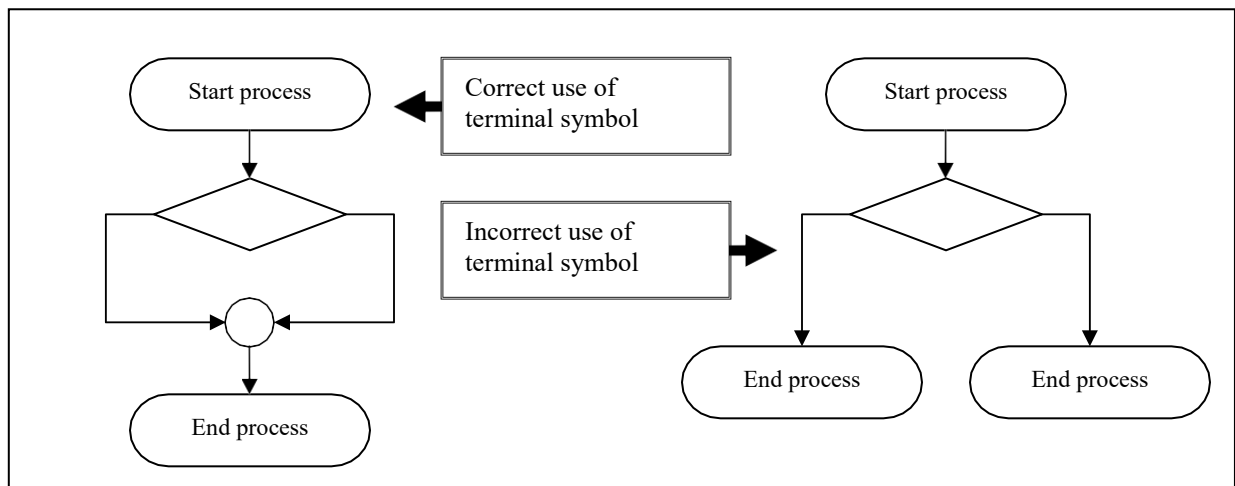 Start process
Correct use of
terminal symbol
Start process
Incorrect use of
terminal symbol
End process
End process
End process